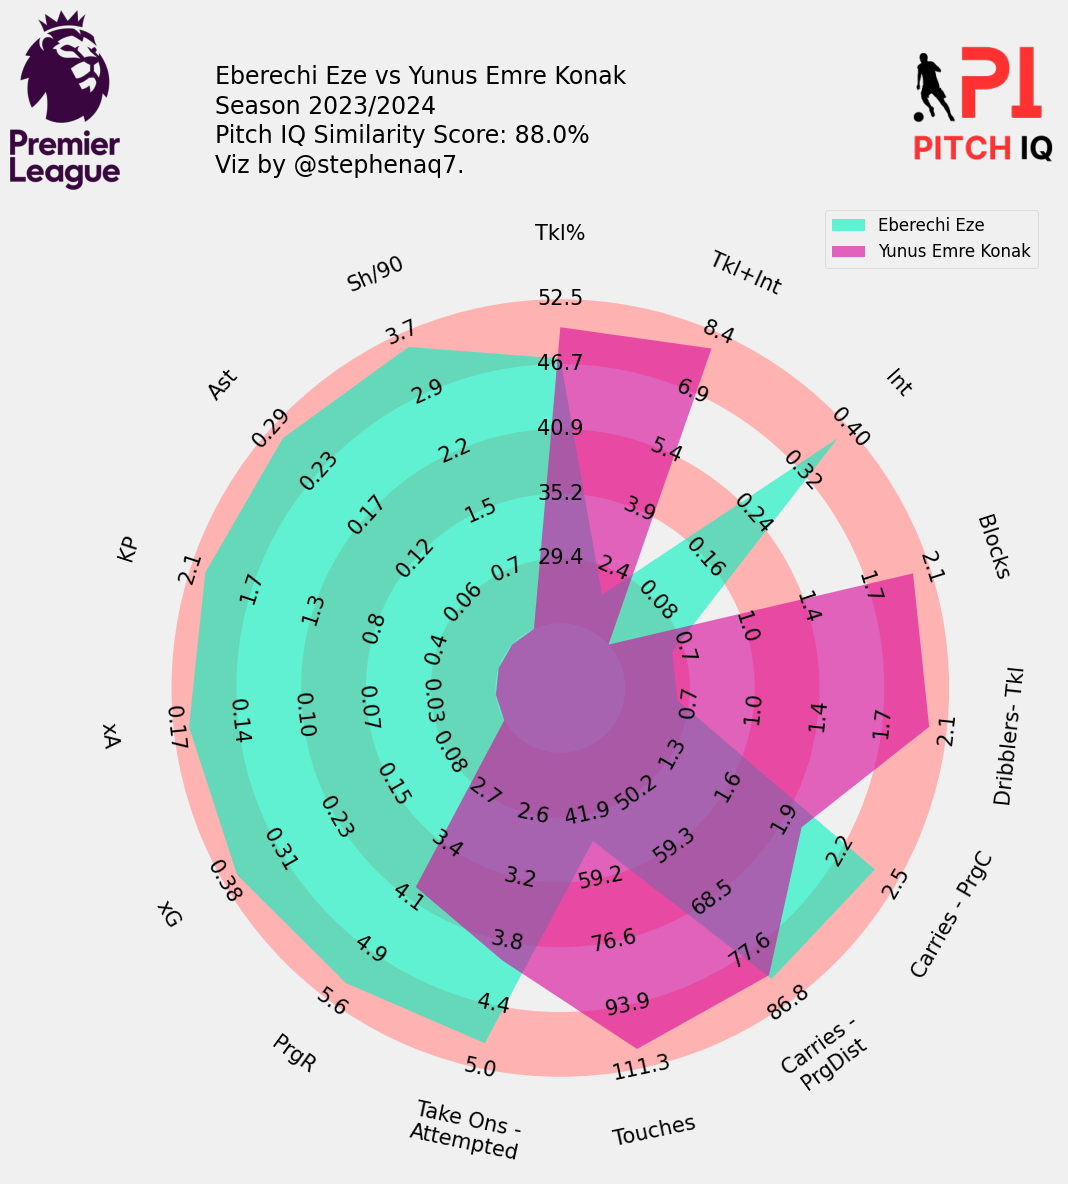 Premier
League
Eberechi Eze vs Yunus Emre Konak
Season 2023/2024
Pitch IQ Similarity Score: 88.0%
Viz by @stephenaq7.
PI
PITCH IQ
Eberechi Eze
Yunus Emre Konak
Tkl%
52.5
46.7
40.9
35.2
29.4
Tkl+Int
8.4
6.9
5.4
3.9
2.4
Int
0.40
0.32
0.24
0.16
0.08
Blocks
2.1
1.7
1.4
1.0
0.7
Dribblers- Tkl
2.1
1.7
1.4
1.0
0.7
Carries - PrgC
2.5
2.2
1.9
1.6
1.3
Carries -
PrgDist
86.8
77.6
68.5
59.3
50.2
Touches
111.3
93.9
76.6
59.2
41.9
Take Ons -
Attempted
5.0
4.4
3.8
3.2
2.6
PrgR
5.6
4.9
4.1
3.4
2.7
xG
0.38
0.31
0.23
0.15
0.08
xA
0.17
0.14
0.10
0.07
0.03
KP
2.1
1.7
1.3
0.8
0.4
Ast
0.29
0.23
0.17
0.12
0.06
Sh/90
3.7
2.9
2.2
1.5
0.7